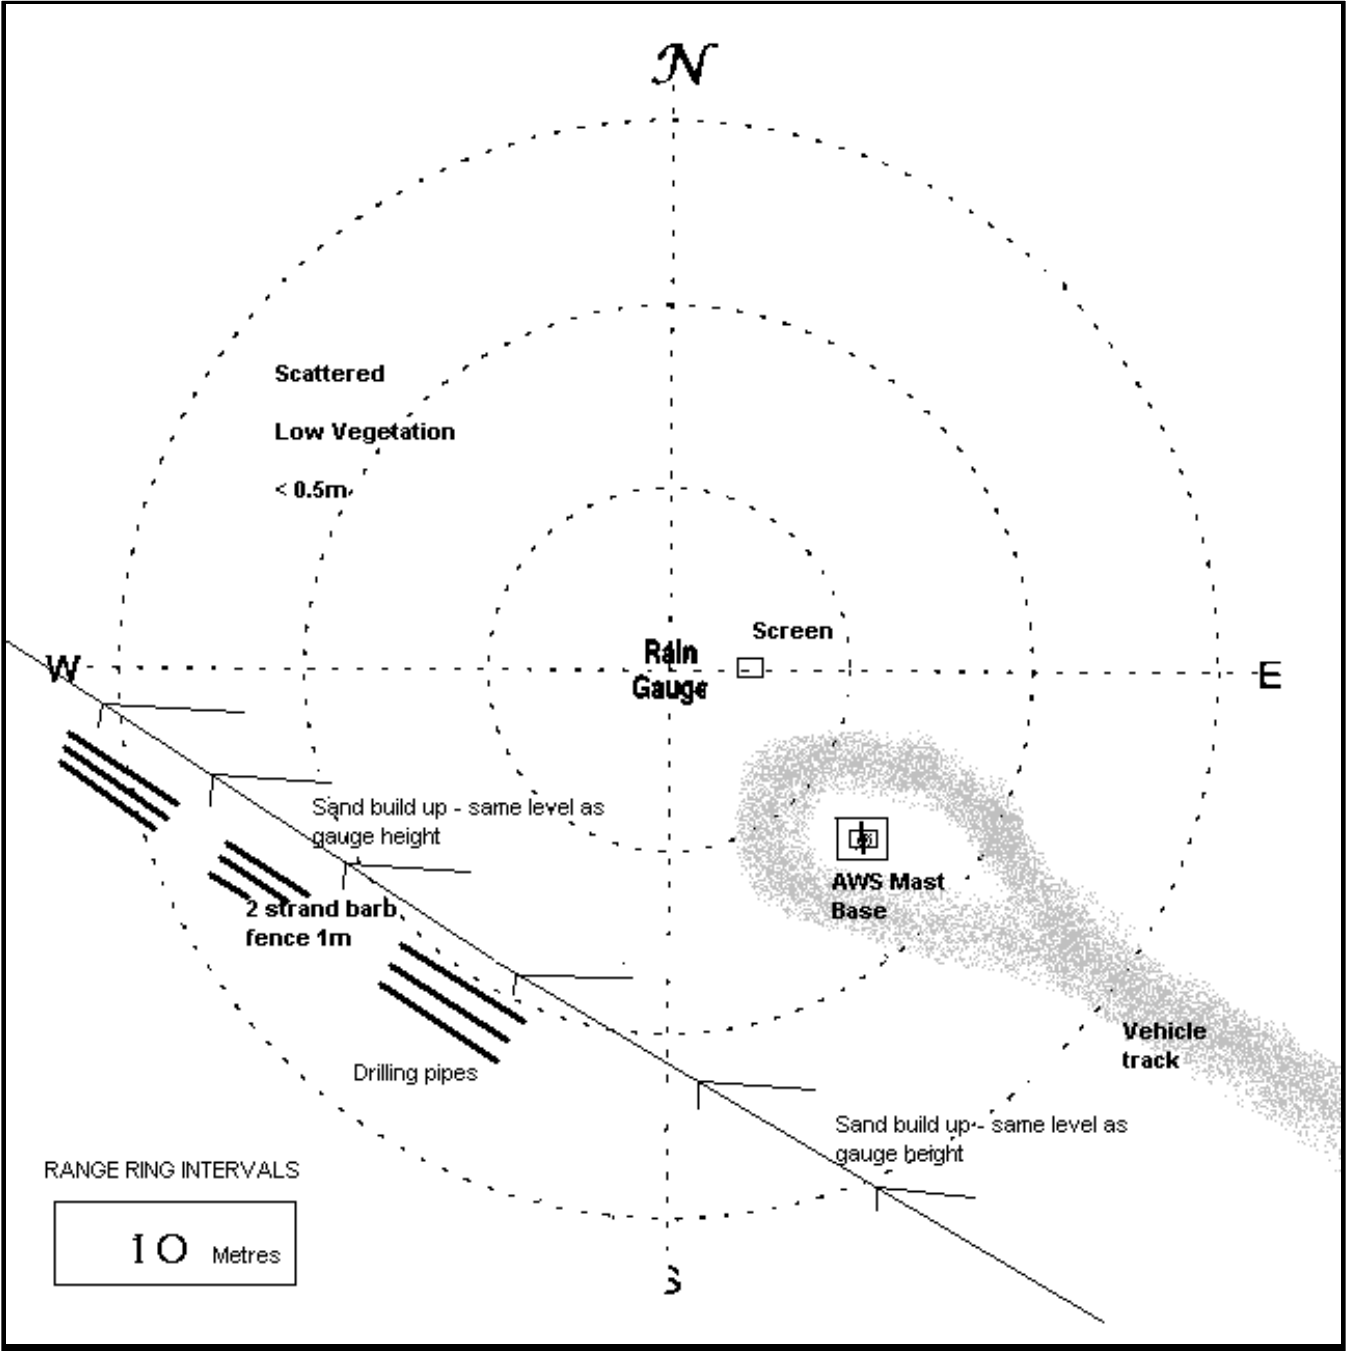 N
Scattered
Low Vegetation
< 0.5m
Screen
Rain
Gauge
W
E
Sand build up - same level as
gauge height
AWS Mast
Base
2 strand barb
fence 1m
Vehicle
track
Drilling pipes
Sand build up - same level as
gauge height
RANGE RING INTERVALS
10 Metres
S